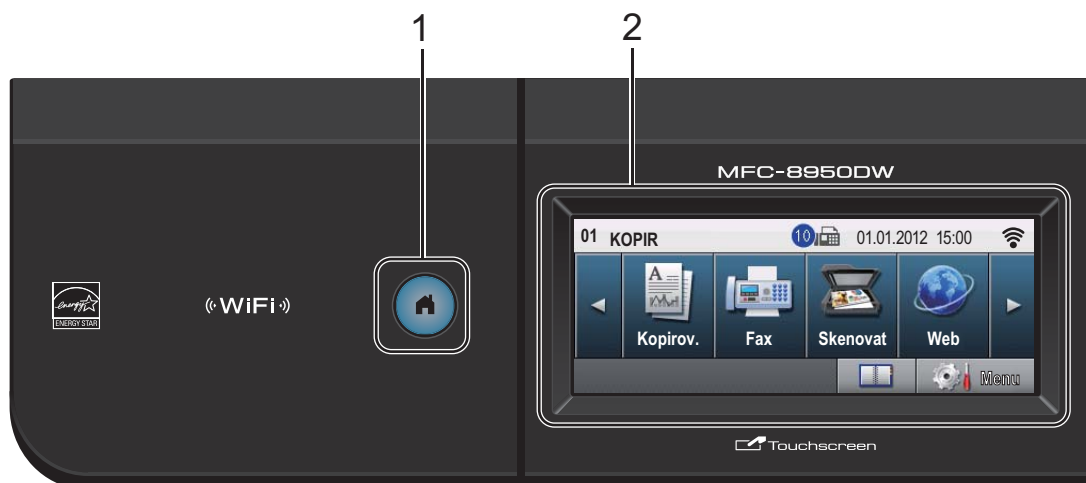 1 2
MFC-8950DW
01 KOPIR 10 01.01.2012 15:00
Kopirov. Fax Skenovat Web
Menu
energy
ENERGY STAR
WiFi
Touchscreen